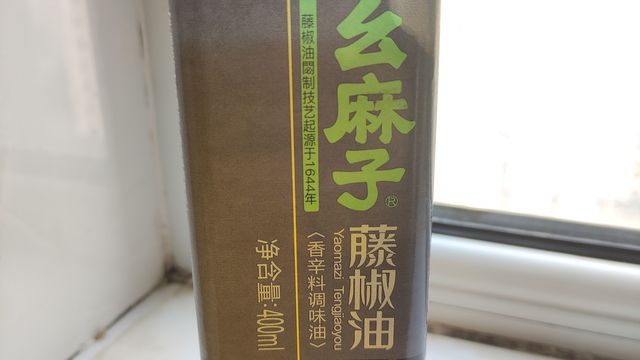 幺麻子®
藤椒油閟制技艺起源于1644年
藤椒油
Yaomazi Tengjiaoyou
〈香辛料调味油〉
净含量:400ml